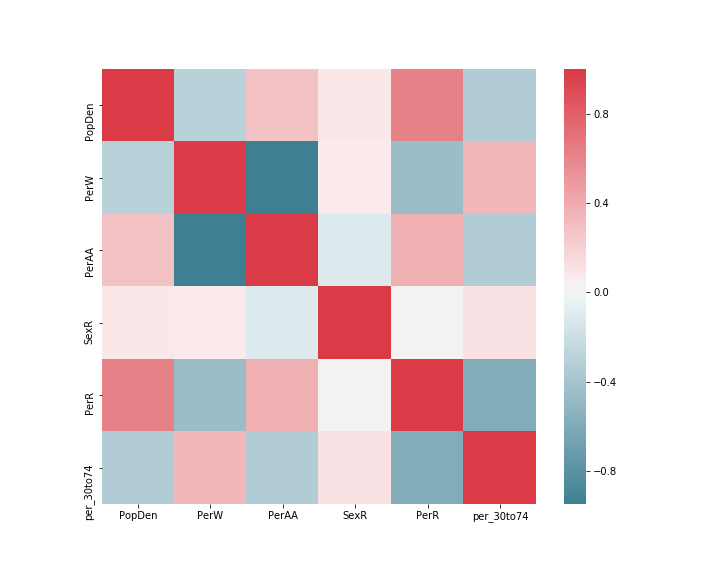 PopDen
PerW
PerAA
SexR
PerR
per_30to74
PopDen PerW PerAA SexR PerR per_30to74
0.8
0.4
0.0
−0.4
−0.8